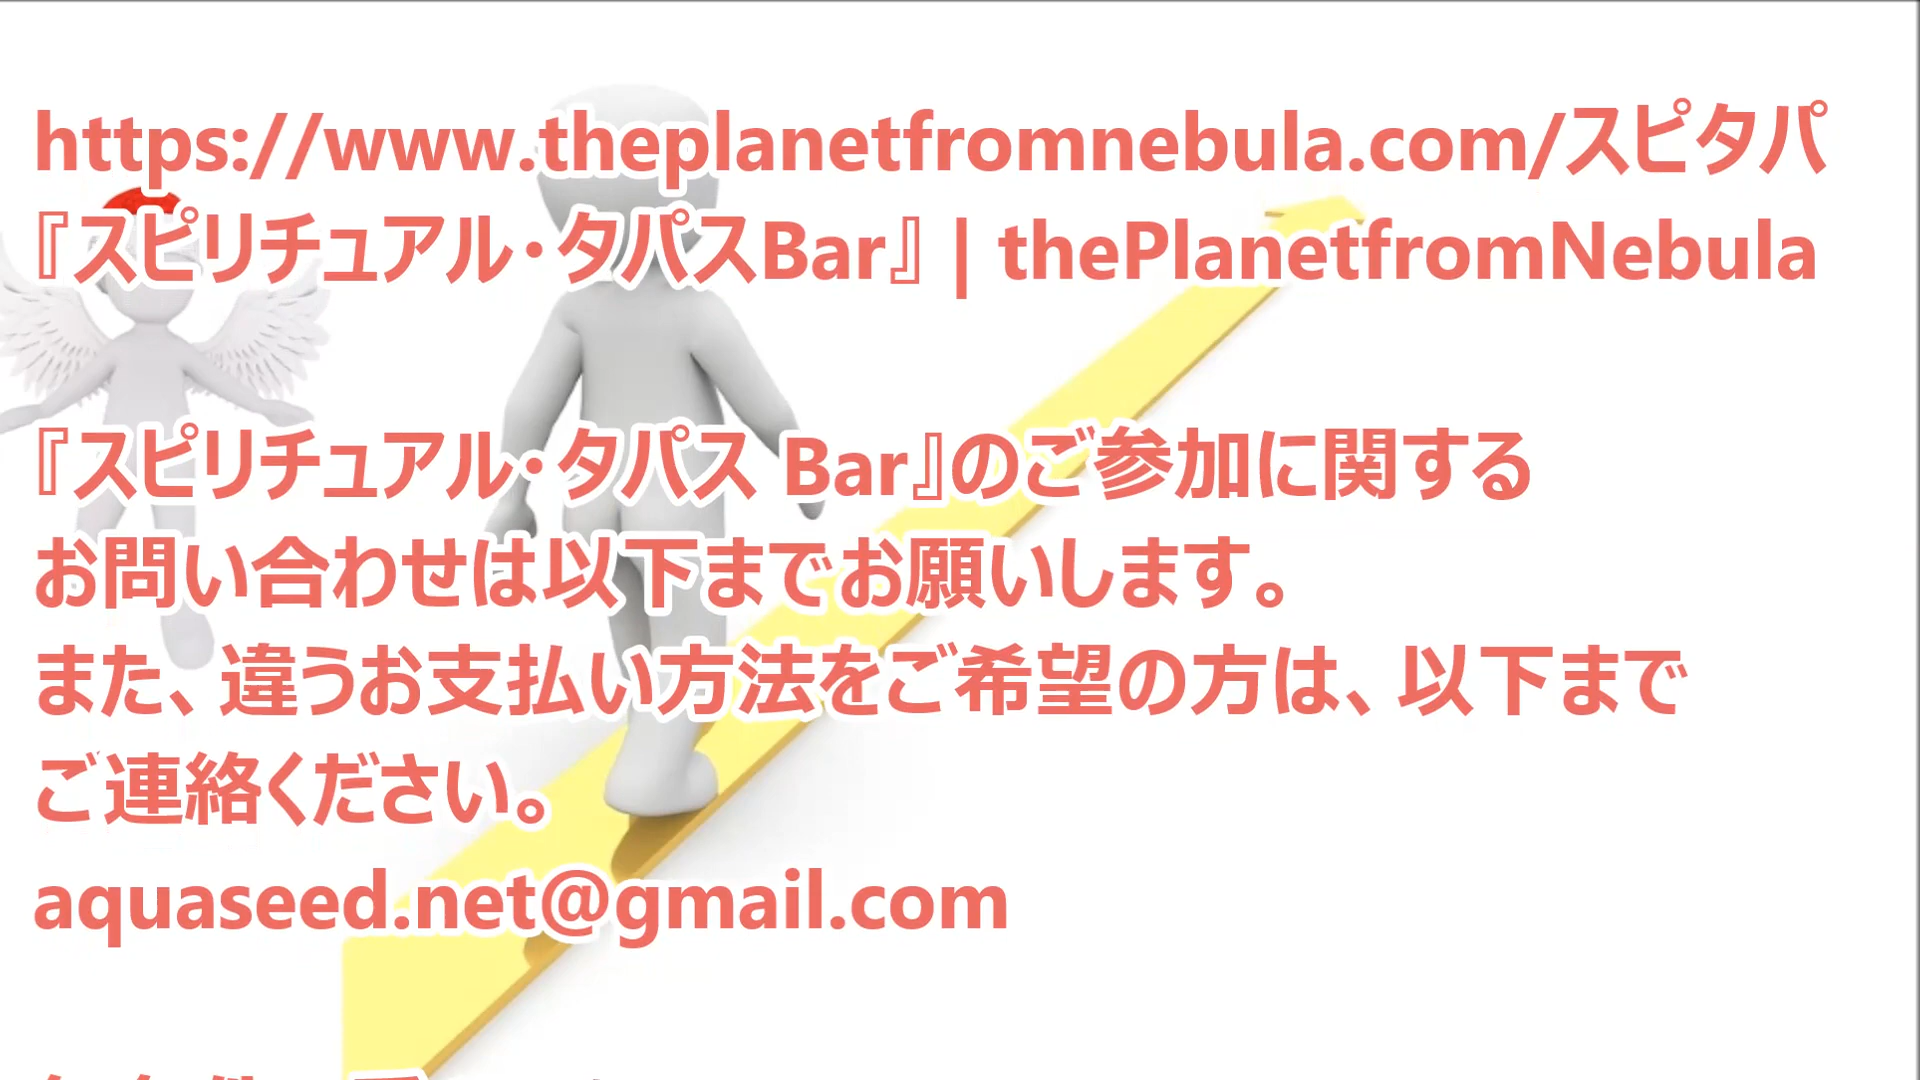 https://www.theplanetfromnebula.com/スピタパ
『スピリチュアル・タパスBar』 | thePlanetfromNebula
『スピリチュアル・タパス Bar』のご参加に関する
お問い合わせは以下までお願いします。
また、違うお支払い方法をご希望の方は、以下まで
ご連絡ください。
aquaseed.net@gmail.com